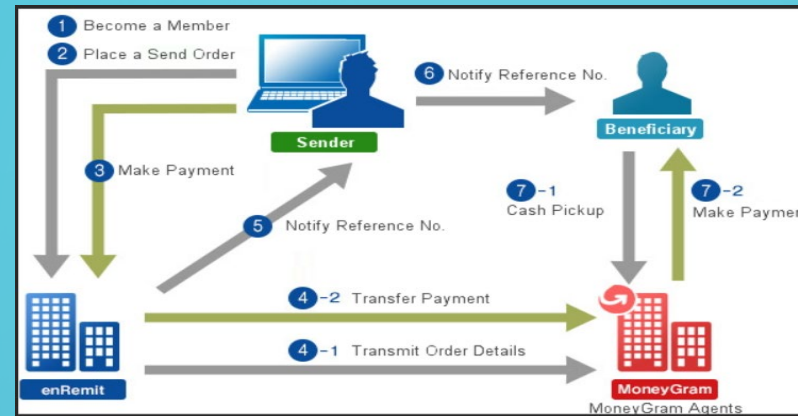 1 Become a Member
2 Place a Send Order
6 Notify Reference No.
Beneficiary
Sender
3 Make Payment
7-1
Cash Pickup
7-2
Make Paymen
5 Notify Reference No.
4-2 Transfer Payment
4-1 Transmit Order Details
enRemit
MoneyGram
MoneyGram Agents